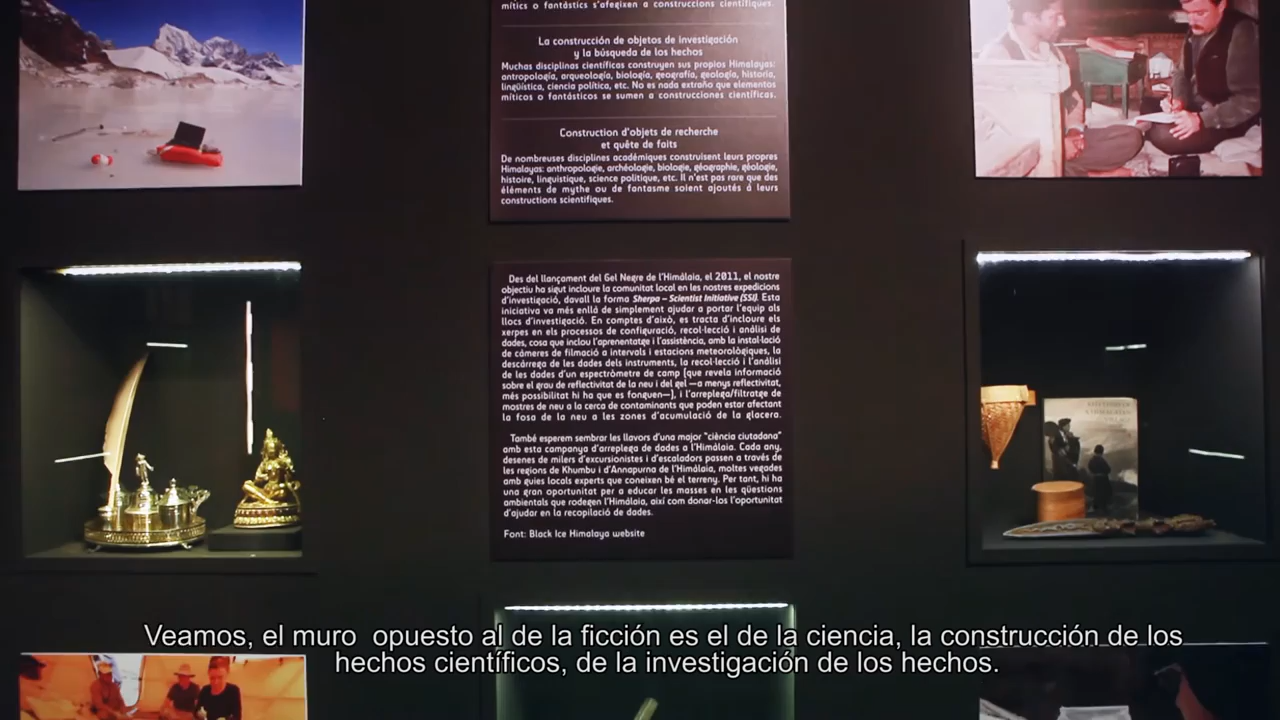 mítics o fantàstics s'afegixen a construccions científiques.
La construcción de objetos de investigación
y la búsqueda de los hechos
Muchas disciplinas científicas construyen sus propios Himalayas:
antropología, arqueología, biología, geografía, geología, historia,
lingüística, ciencia política, etc. No es nada extraño que elementos
míticos o fantásticos se sumen a construcciones científicas.
Construction d'objets de recherche
et quête de faits
De nombreuses disciplines académiques construisent leurs propres
Himalayas: anthropologie, archéologie, biologie, géographie, géologie,
histoire, linguistique, science politique, etc. Il n'est pas rare que des
éléments de mythe ou de fantasme soient ajoutés à leurs
constructions scientifiques.
Des del llançament del Gel Negre de l'Himàlaia, el 2011, el nostre
objectiu ha sigut incloure la comunitat local en les nostres expedicions
d'investigació, davall la forma Sherpa – Scientist Initiative (SSI). Esta
iniciativa va més enllà de simplement ajudar a portar l'equip als
llocs d'investigació. En comptes d'això, es tracta d'incloure els
xerpes en els processos de configuració, recol·lecció i anàlisi de
dades, cosa que inclou l'aprenentatge i l'assistència, amb la instal·lació
de càmeres de filmació a intervals i estacions meteorològiques, la
descàrrega de les dades dels instruments, la recol·lecció i l'anàlisi
de les dades d'un espectròmetre de camp (que revela informació
sobre el grau de reflectivitat de la neu i del gel —a menys reflectivitat,
més possibilitat hi ha que es fonguen—), i l'arreplega/filtratge de
mostres de neu a la cerca de contaminants que poden estar afectant
la fosa de la neu a les zones d'acumulació de la glacera.
També esperem sembrar les llavors d'una major "ciència ciutadana"
amb esta campanya d'arreplega de dades a l'Himàlaia. Cada any,
desenes de milers d'excursionistes i d'escaladors passen a través de
les regions de Khumbu i d'Annapurna de l'Himàlaia, moltes vegades
amb guies locals experts que coneixen bé el terreny. Per tant, hi ha
una gran oportunitat per a educar les masses en les qüestions
ambientals que rodegen l'Himàlaia, així com donar-los l'oportunitat
d'ajudar en la recopilació de dades.
Font: Black Ice Himalaya website
Veamos, el muro opuesto al de la ficción es el de la ciencia, la construcción de los
hechos científicos, de la investigación de los hechos.